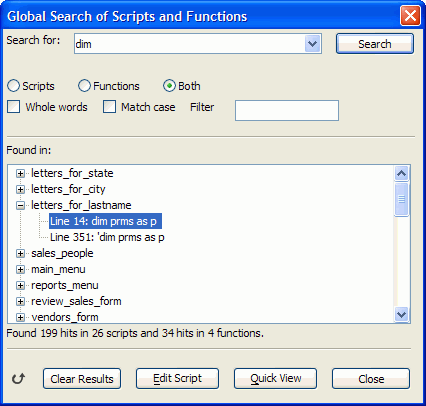 Global Search of Scripts and Functions
Search for: dim Search
Scripts Functions Both
Whole words Match case Filter
Found in:
letters_for_state
letters_for_city
letters_for_lastname
Line 14: dim prms as p
Line 351: 'dim prms as p
sales_people
main_menu
reports_menu
review_sales_form
vendors_form
Found 199 hits in 26 scripts and 34 hits in 4 functions.
Clear Results Edit Script Quick View Close